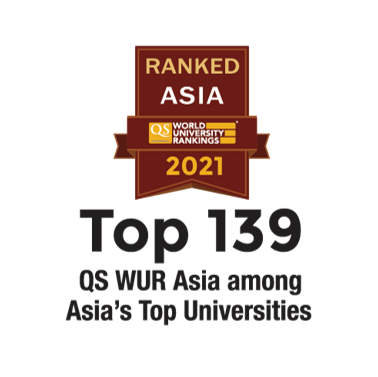 RANKED
ASIA
QS WORLD
UNIVERSITY
RANKINGS
2021
Top 139
QS WUR Asia among
Asia's Top Universities